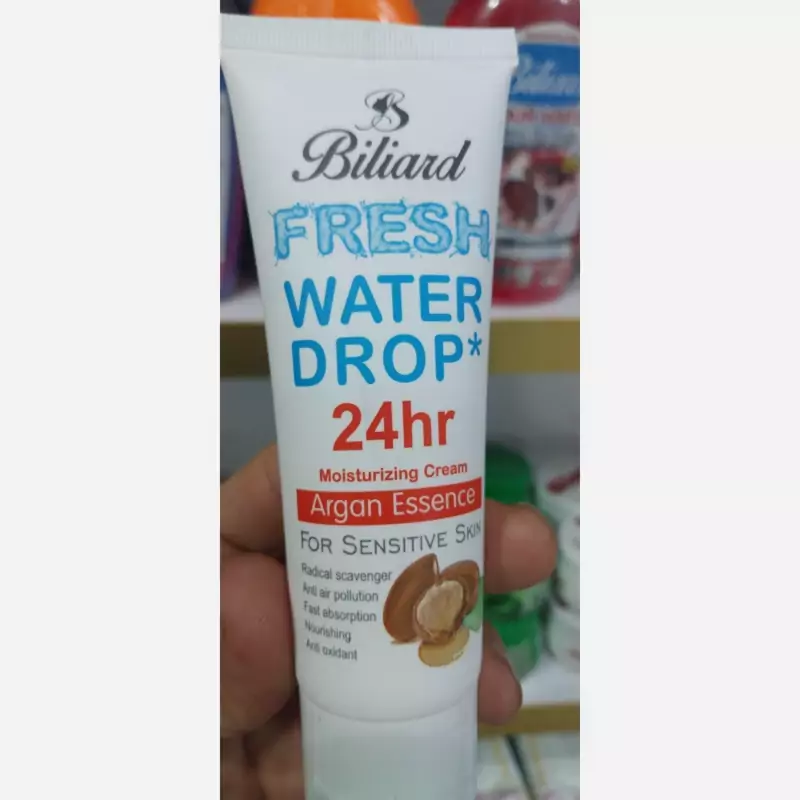 B
Biliard
FRESH
WATER
DROP*
24hr
Moisturizing Cream
Argan Essence
FOR SENSITIVE SKIN
Radical scavenger
Anti air pollution
Fast absorption
Nourishing
Anti oxidant